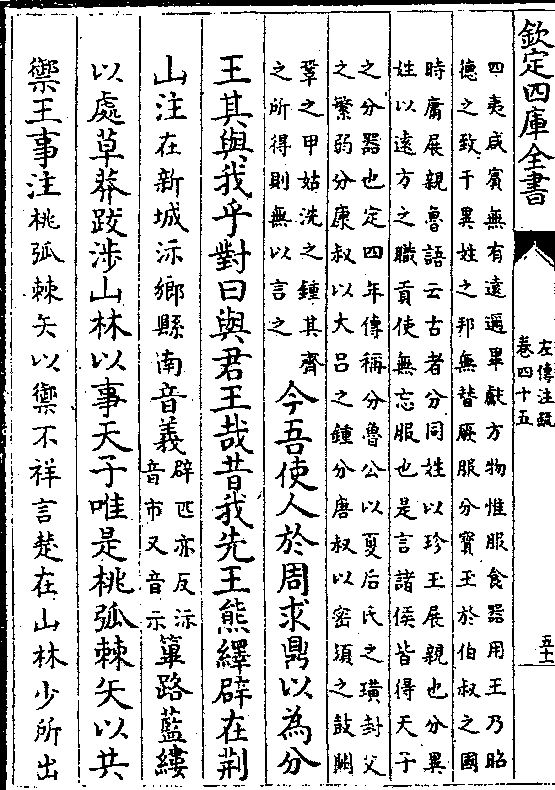 欽定四庫全書
左傳注疏
卷四十五
五十一
四夷咸賓無有遠邇畢獻方物惟服食器用王乃昭
德之致于異姓之邦無替厥服分寳玉於伯叔之國
時庸展親魯語云古者分同姓以珍玉展親也分異
姓以遠方之職貢使無忘服也是言諸侯皆得天子
之分器也定四年傳稱分魯公以夏后氏之璜封父
之繁弱分康叔以大呂之鍾分唐叔以密須之鼓闕
鞏之甲姑洗之鍾其齊
之所得則無以言之
今吾使人於周求鼎以為分
王其與我乎對曰與君王哉昔我先王熊繹辟在荆
山注在新城沶鄉縣南音義
辟匹亦反沶
音市又音示
篳路藍縷
以處草莽跋涉山林以事天子唯是桃弧棘矢以共
禦王事注桃弧棘矢以禦不祥言楚在山林少所出